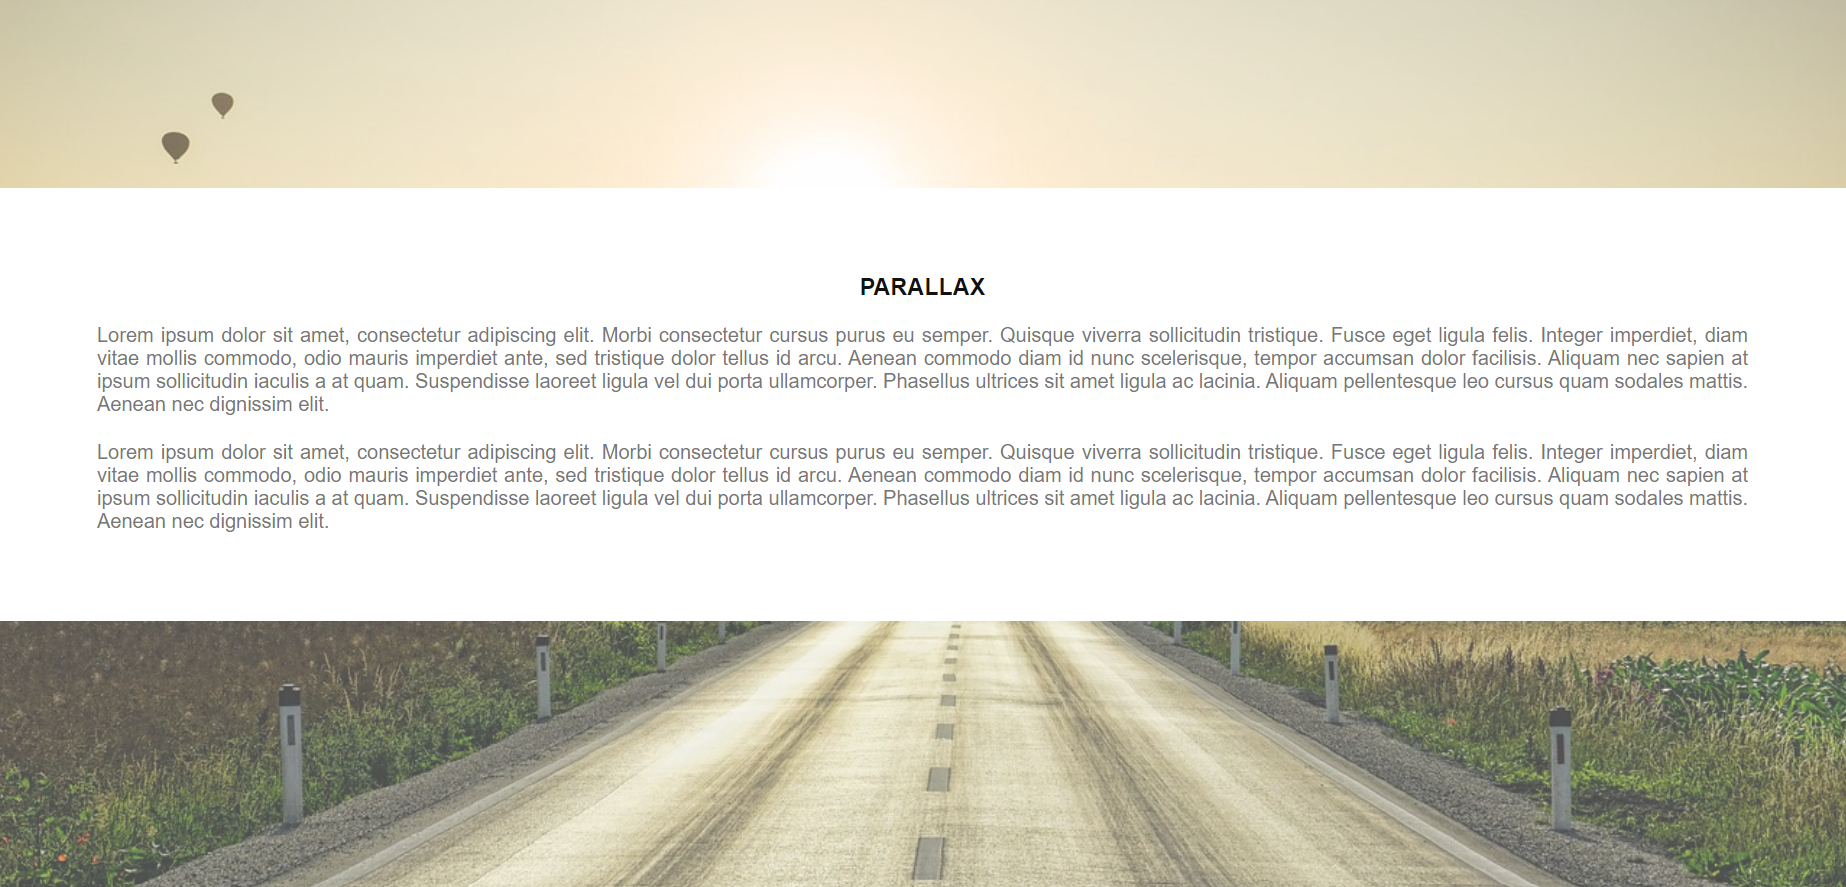 PARALLAX
Lorem ipsum dolor sit amet, consectetur adipiscing elit. Morbi consectetur cursus purus eu semper. Quisque viverra sollicitudin tristique. Fusce eget ligula felis. Integer imperdiet, diam
vitae mollis commodo, odio mauris imperdiet ante, sed tristique dolor tellus id arcu. Aenean commodo diam id nunc scelerisque, tempor accumsan dolor facilisis. Aliquam nec sapien at
ipsum sollicitudin iaculis a at quam. Suspendisse laoreet ligula vel dui porta ullamcorper. Phasellus ultrices sit amet ligula ac lacinia. Aliquam pellentesque leo cursus quam sodales mattis.
Aenean nec dignissim elit.
Lorem ipsum dolor sit amet, consectetur adipiscing elit. Morbi consectetur cursus purus eu semper. Quisque viverra sollicitudin tristique. Fusce eget ligula felis. Integer imperdiet, diam
vitae mollis commodo, odio mauris imperdiet ante, sed tristique dolor tellus id arcu. Aenean commodo diam id nunc scelerisque, tempor accumsan dolor facilisis. Aliquam nec sapien at
ipsum sollicitudin iaculis a at quam. Suspendisse laoreet ligula vel dui porta ullamcorper. Phasellus ultrices sit amet ligula ac lacinia. Aliquam pellentesque leo cursus quam sodales mattis.
Aenean nec dignissim elit.